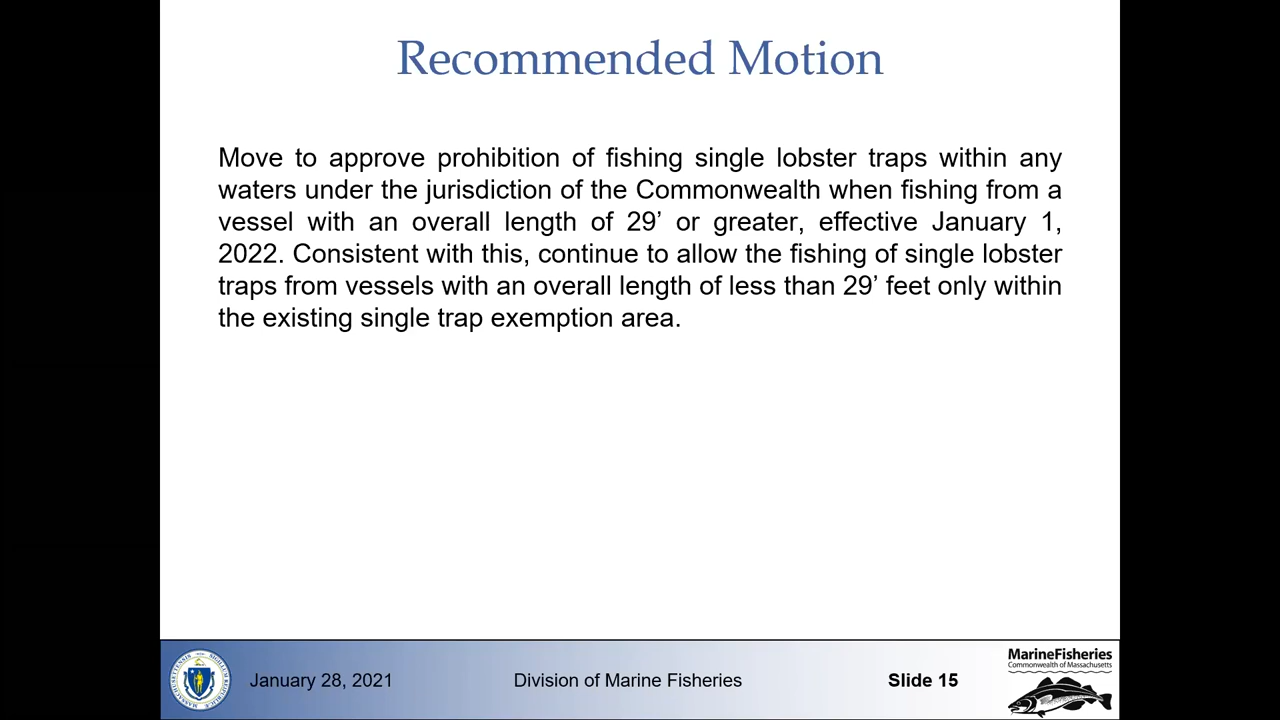 Recommended Motion
Move to approve prohibition of fishing single lobster traps within any
waters under the jurisdiction of the Commonwealth when fishing from a
vessel with an overall length of 29’ or greater, effective January 1,
2022. Consistent with this, continue to allow the fishing of single lobster
traps from vessels with an overall length of less than 29’ feet only within
the existing single trap exemption area.
January 28, 2021
Division of Marine Fisheries
Slide 15
MarineFisheries
Commonwealth of Massachusetts